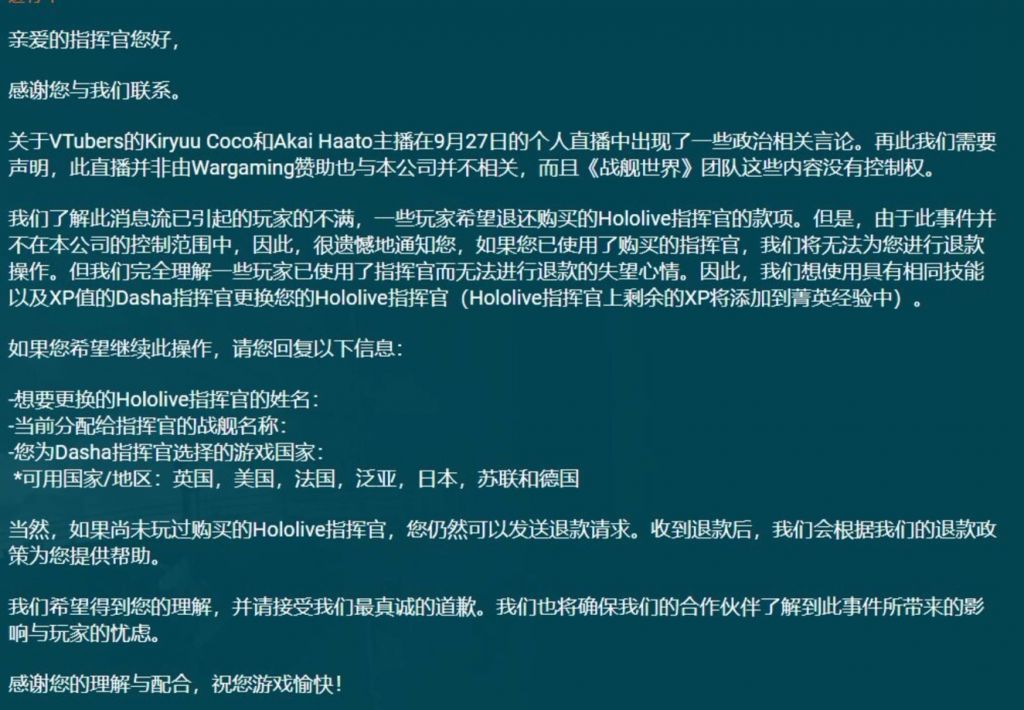 亲爱的指挥官您好，
感谢您与我们联系。
关于VTubers的Kiryuu Coco和Akai Haato主播在9月27日的个人直播中出现了一些政治相关言论。再此我们需要
声明，此直播并非由Wargaming赞助也与本公司并不相关，而且《战舰世界》团队这些内容没有控制权。
我们了解此消息流已引起的玩家的不满，一些玩家希望退还购买的Hololive指挥官的款项。但是，由于此事件并
不在本公司的控制范围中，因此，很遗憾地通知您，如果您已使用了购买的指挥官，我们将无法为您进行退款
操作。但我们完全理解一些玩家已使用了指挥官而无法进行退款的失望心情。因此，我们想使用具有相同技能
以及XP值的Dasha指挥官更换您的Hololive指挥官（Hololive指挥官上剩余的XP将添加到菁英经验中）。
如果您希望继续此操作，请您回复以下信息：
-想要更换的Hololive指挥官的姓名：
-当前分配给指挥官的战舰名称：
-您为Dasha指挥官选择的游戏国家：
*可用国家/地区：英国，美国，法国，泛亚，日本，苏联和德国
当然，如果尚未玩过购买的Hololive指挥官，您仍然可以发送退款请求。收到退款后，我们会根据我们的退款政
策为您提供帮助。
我们希望得到您的理解，并请接受我们最真诚的道歉。我们也将确保我们的合作伙伴了解到此事件所带来的影
响与玩家的忧虑。
感谢您的理解与配合，祝您游戏愉快！